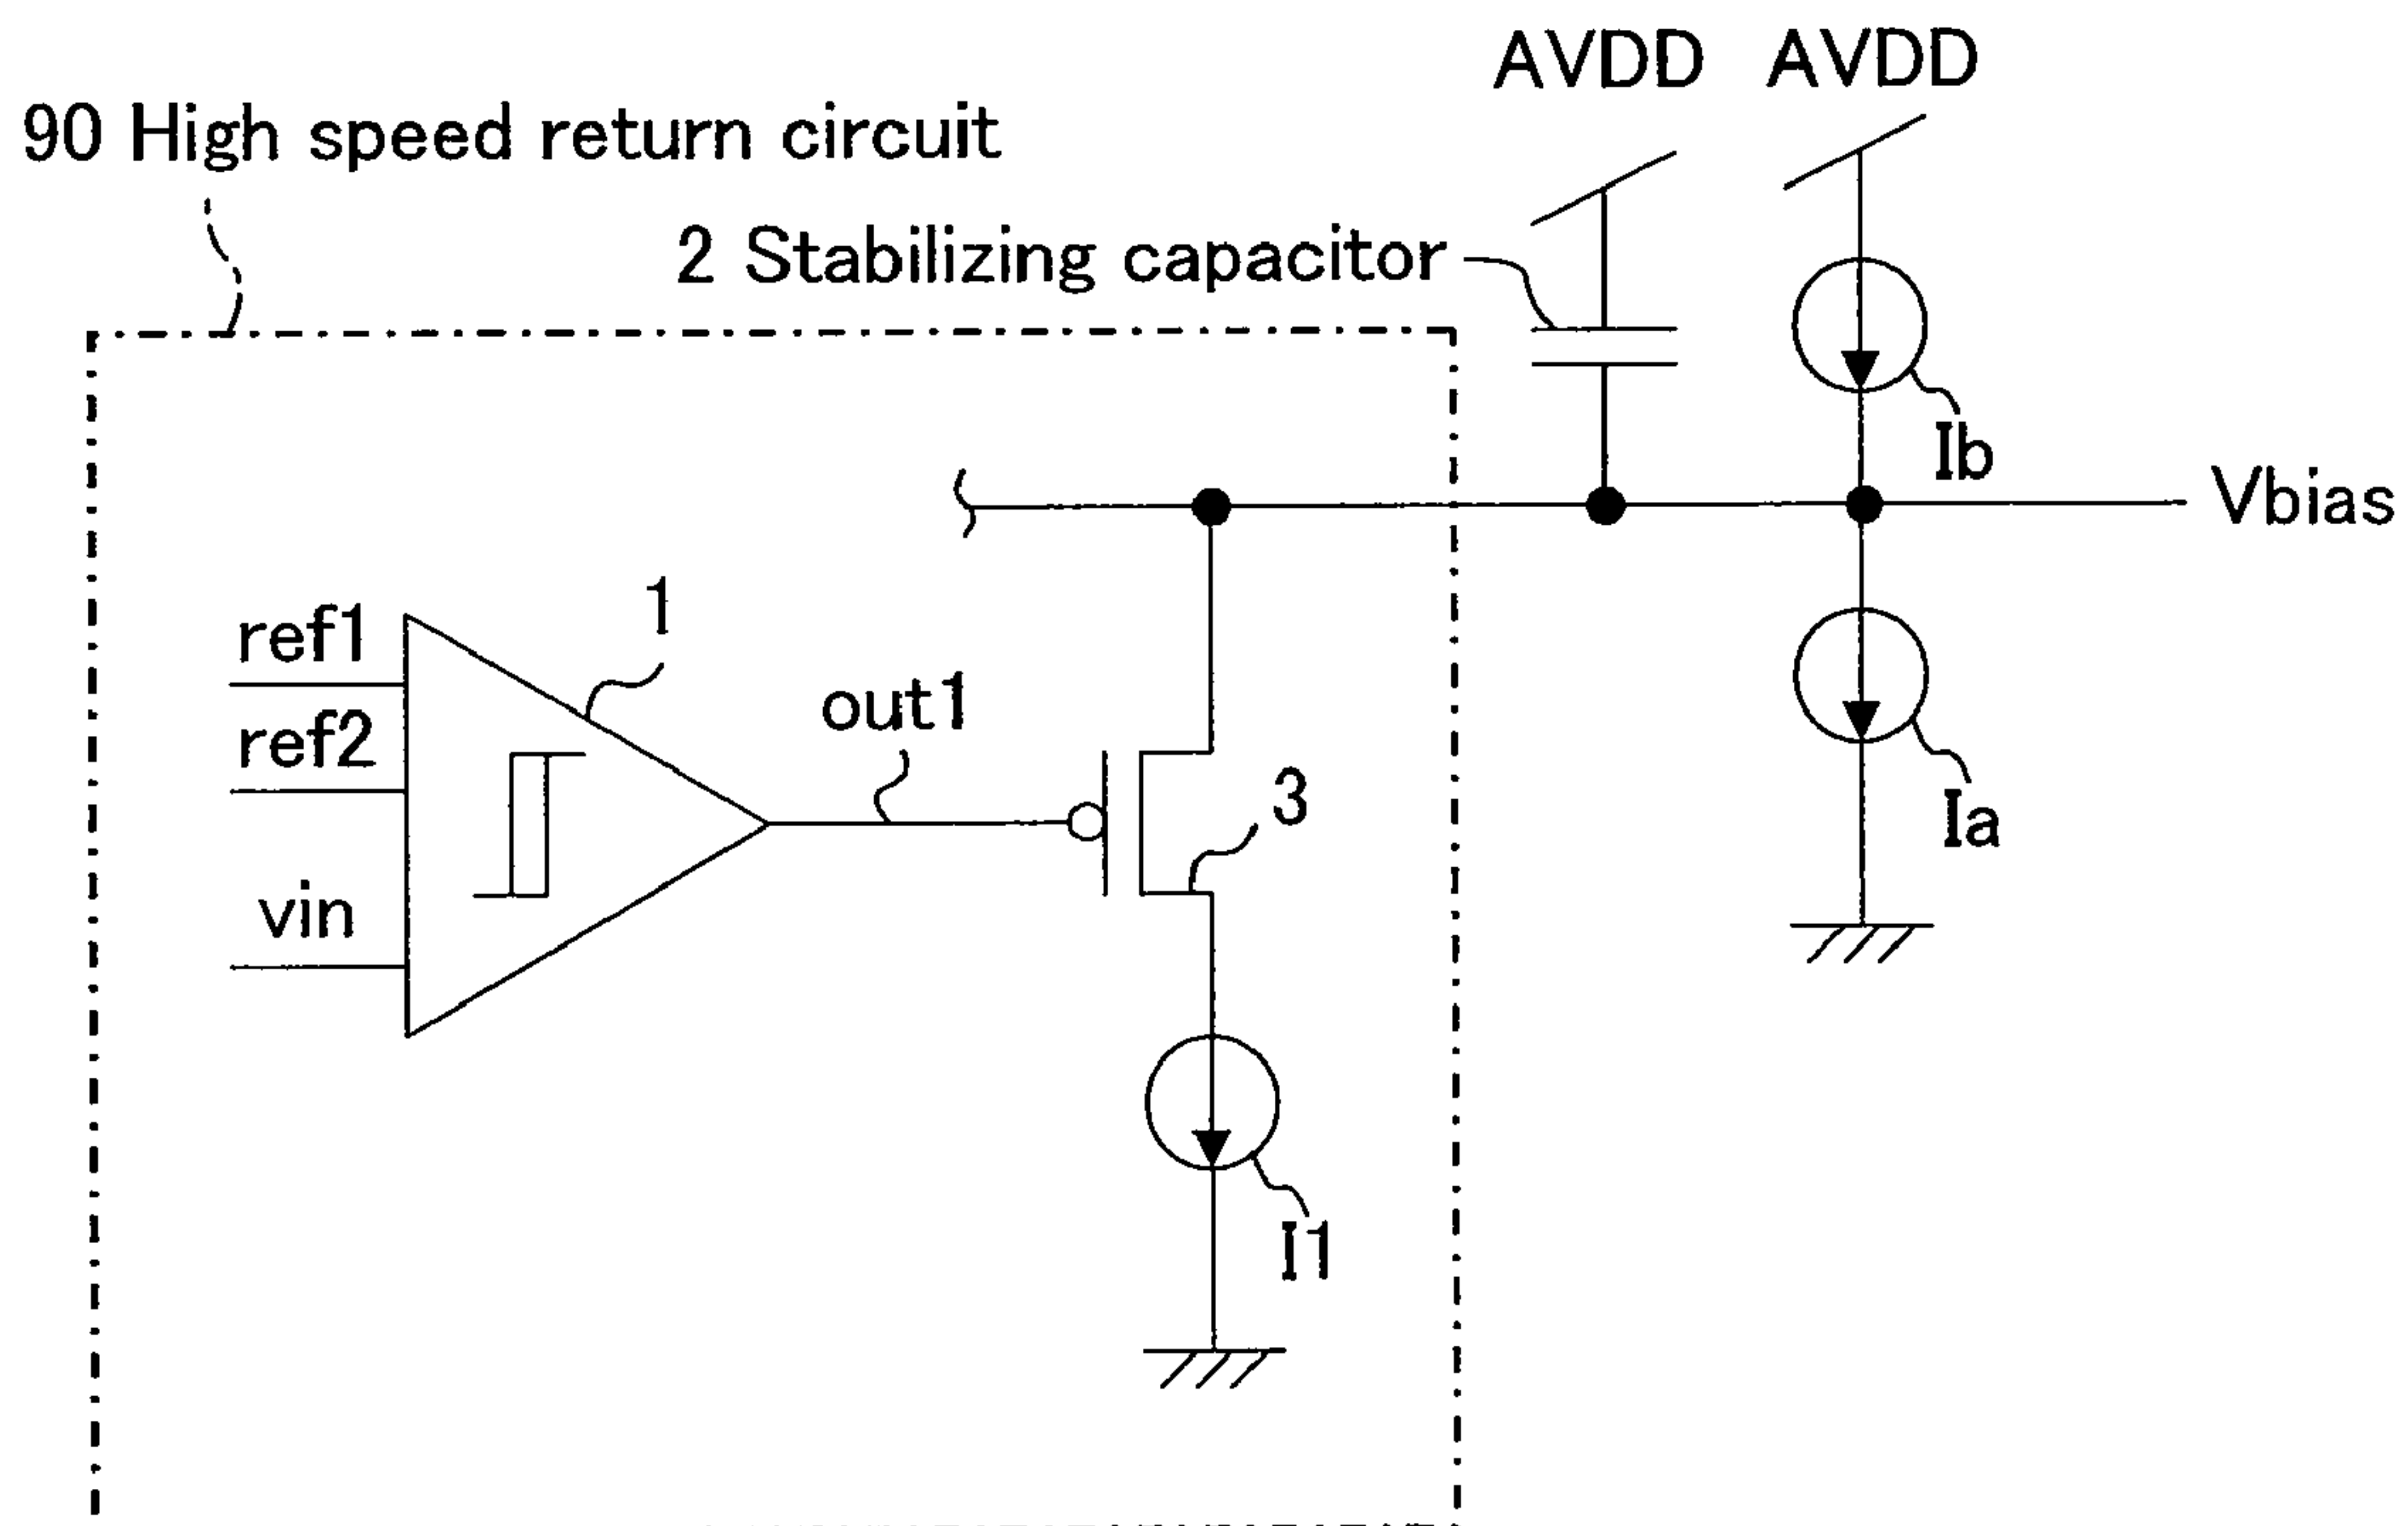 AVDD AVDD
90 High speed return circuit
2 Stabilizing capacitor
Ib
Vbias
1
ref1
out1
ref2
3
Ia
vin
I1